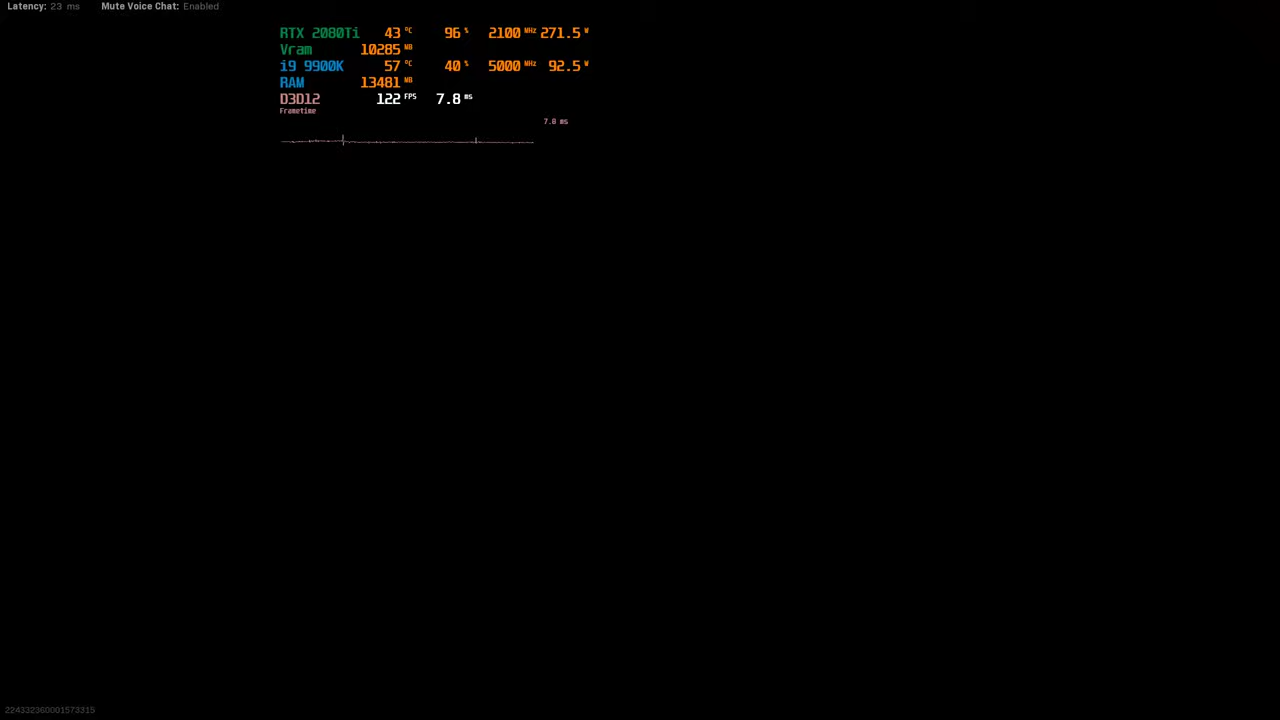 Latency: 23 ms Mute Voice Chat: Enabled
RTX 2080Ti 43 °C 96 % 2100 MHz 271.5 W
Vram 10285 MB
i9 9900K 57 °C 40 % 5000 MHz 92.5 W
RAM 13481 MB
D3D12 122 FPS 7.8 ms
Frametime
7.8 ms
224332360001573315